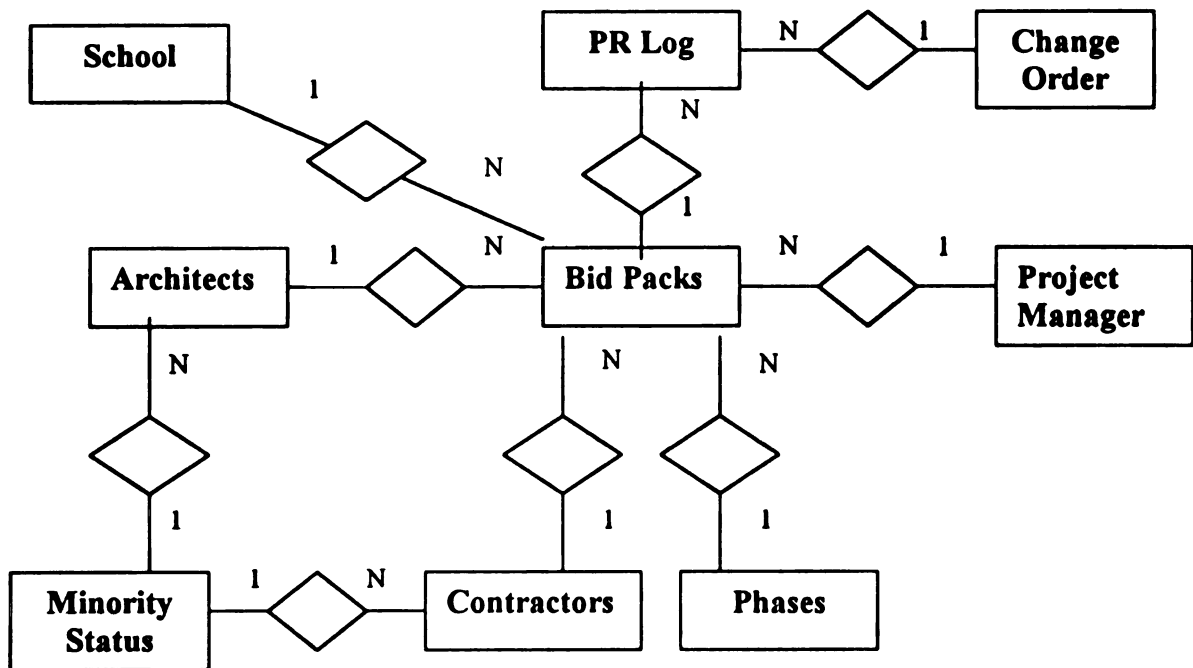 School
PR Log
N
1
Change
Order
1
N
N
1
Architects
1
N
Bid Packs
N
1
Project
Manager
N
N
N
1
1
1
Minority
Status
1
N
Contractors
Phases